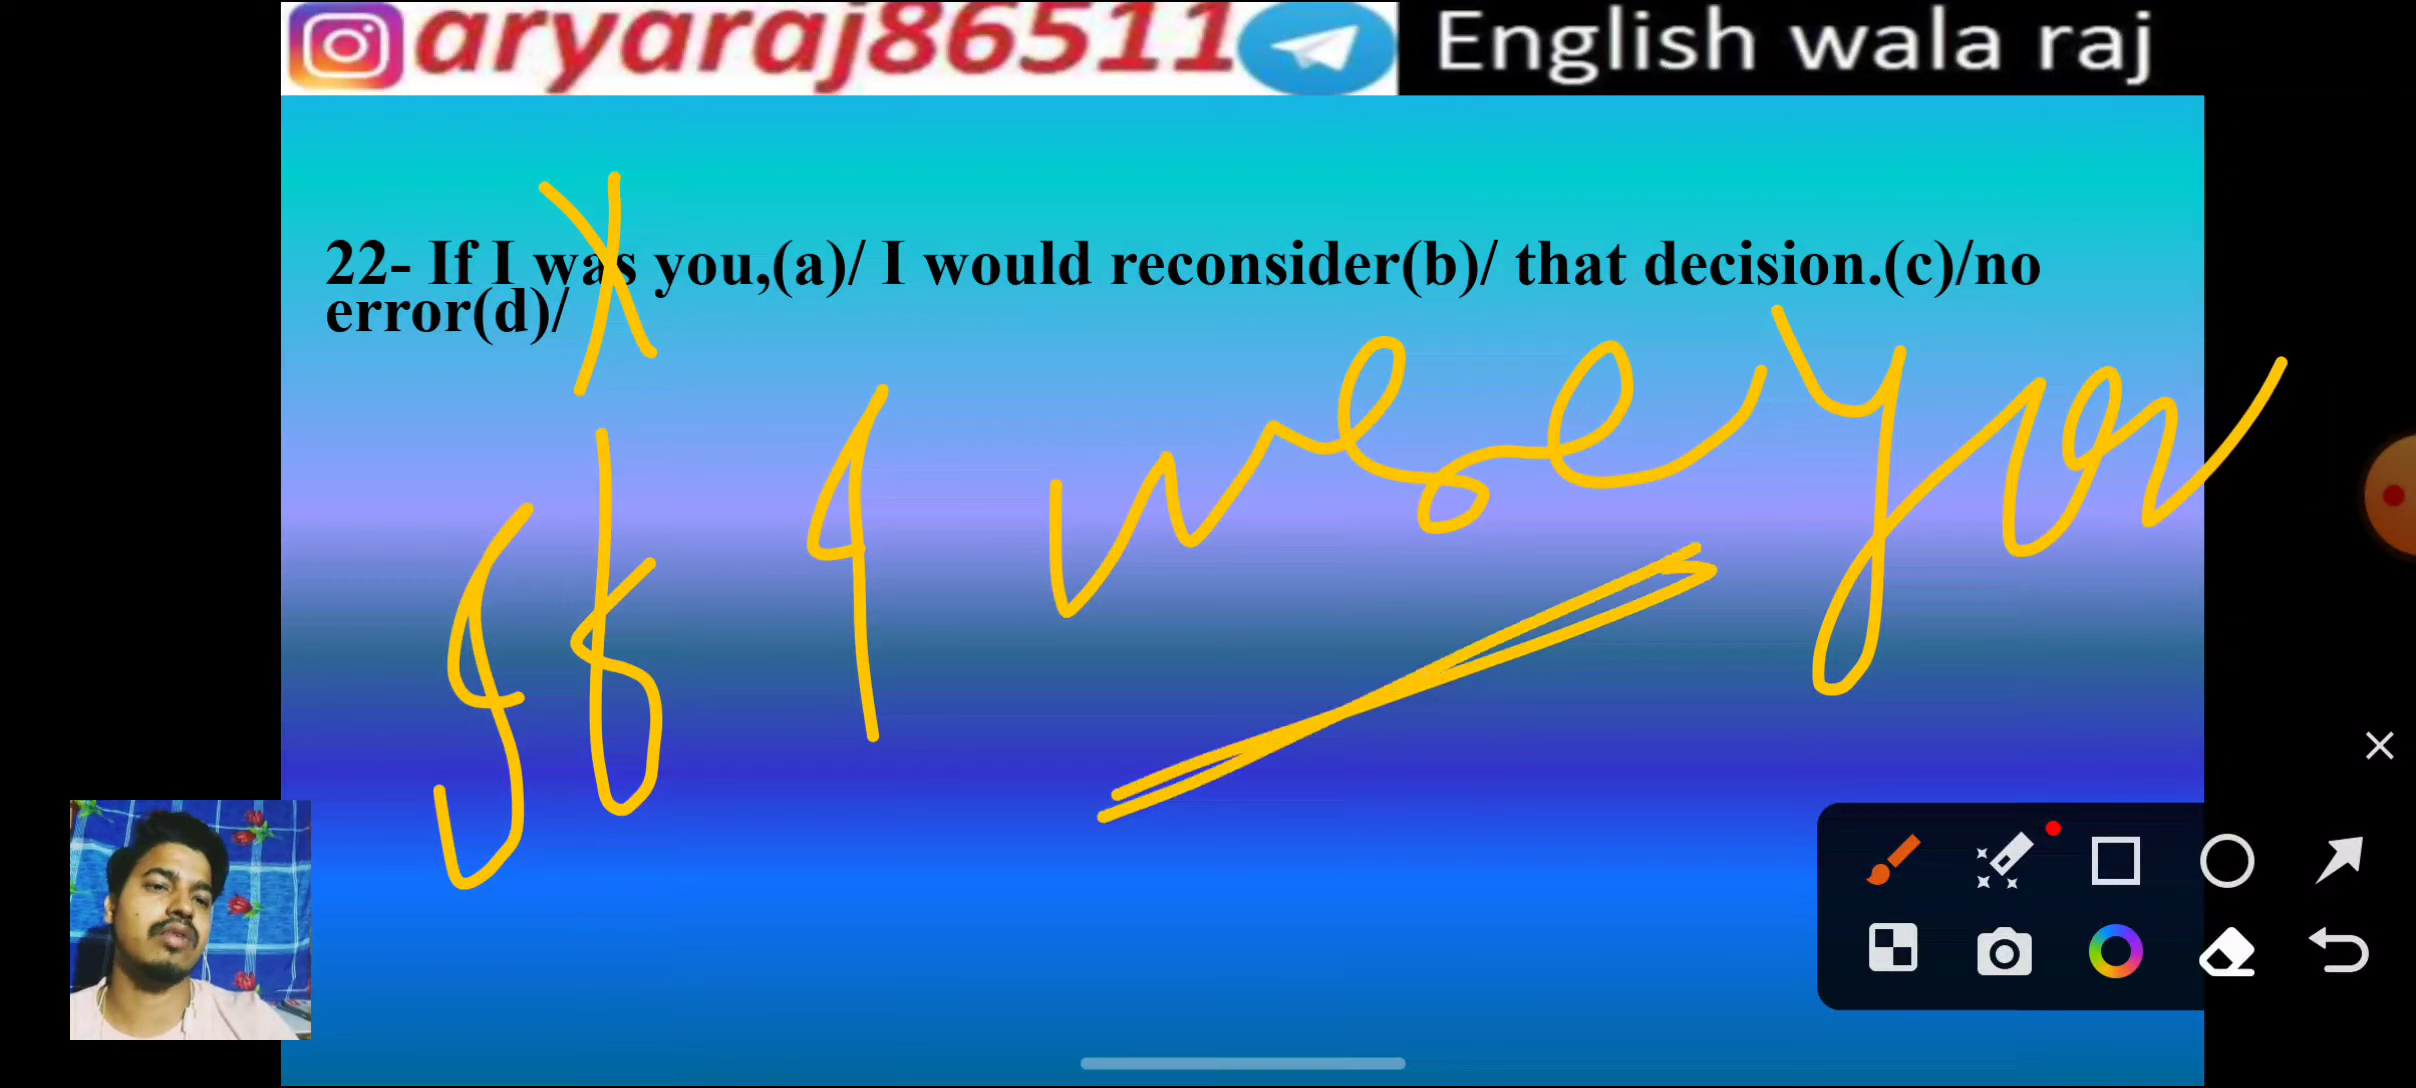 aryaraj86511 English wala raj
22- If I was you,(a)/ I would reconsider(b)/ that decision.(c)/no
error(d)/
If I were you